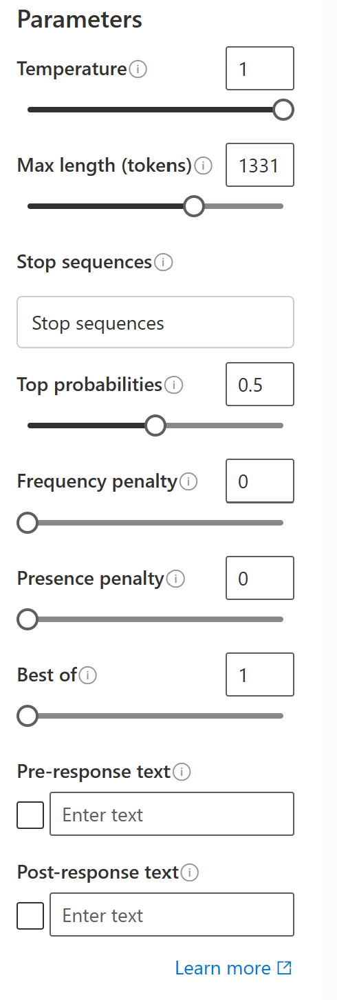 Parameters
Temperature
1
Max length (tokens)
1331
Stop sequences
Stop sequences
Top probabilities
0.5
Frequency penalty
0
Presence penalty
0
Best of
1
Pre-response text
Enter text
Post-response text
Enter text
Learn more